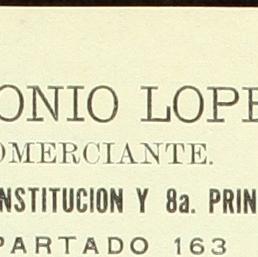 ONIO LOPE
OMERCIANTE.
NSTITUCION Y 8a. PRIN
PARTADO 163